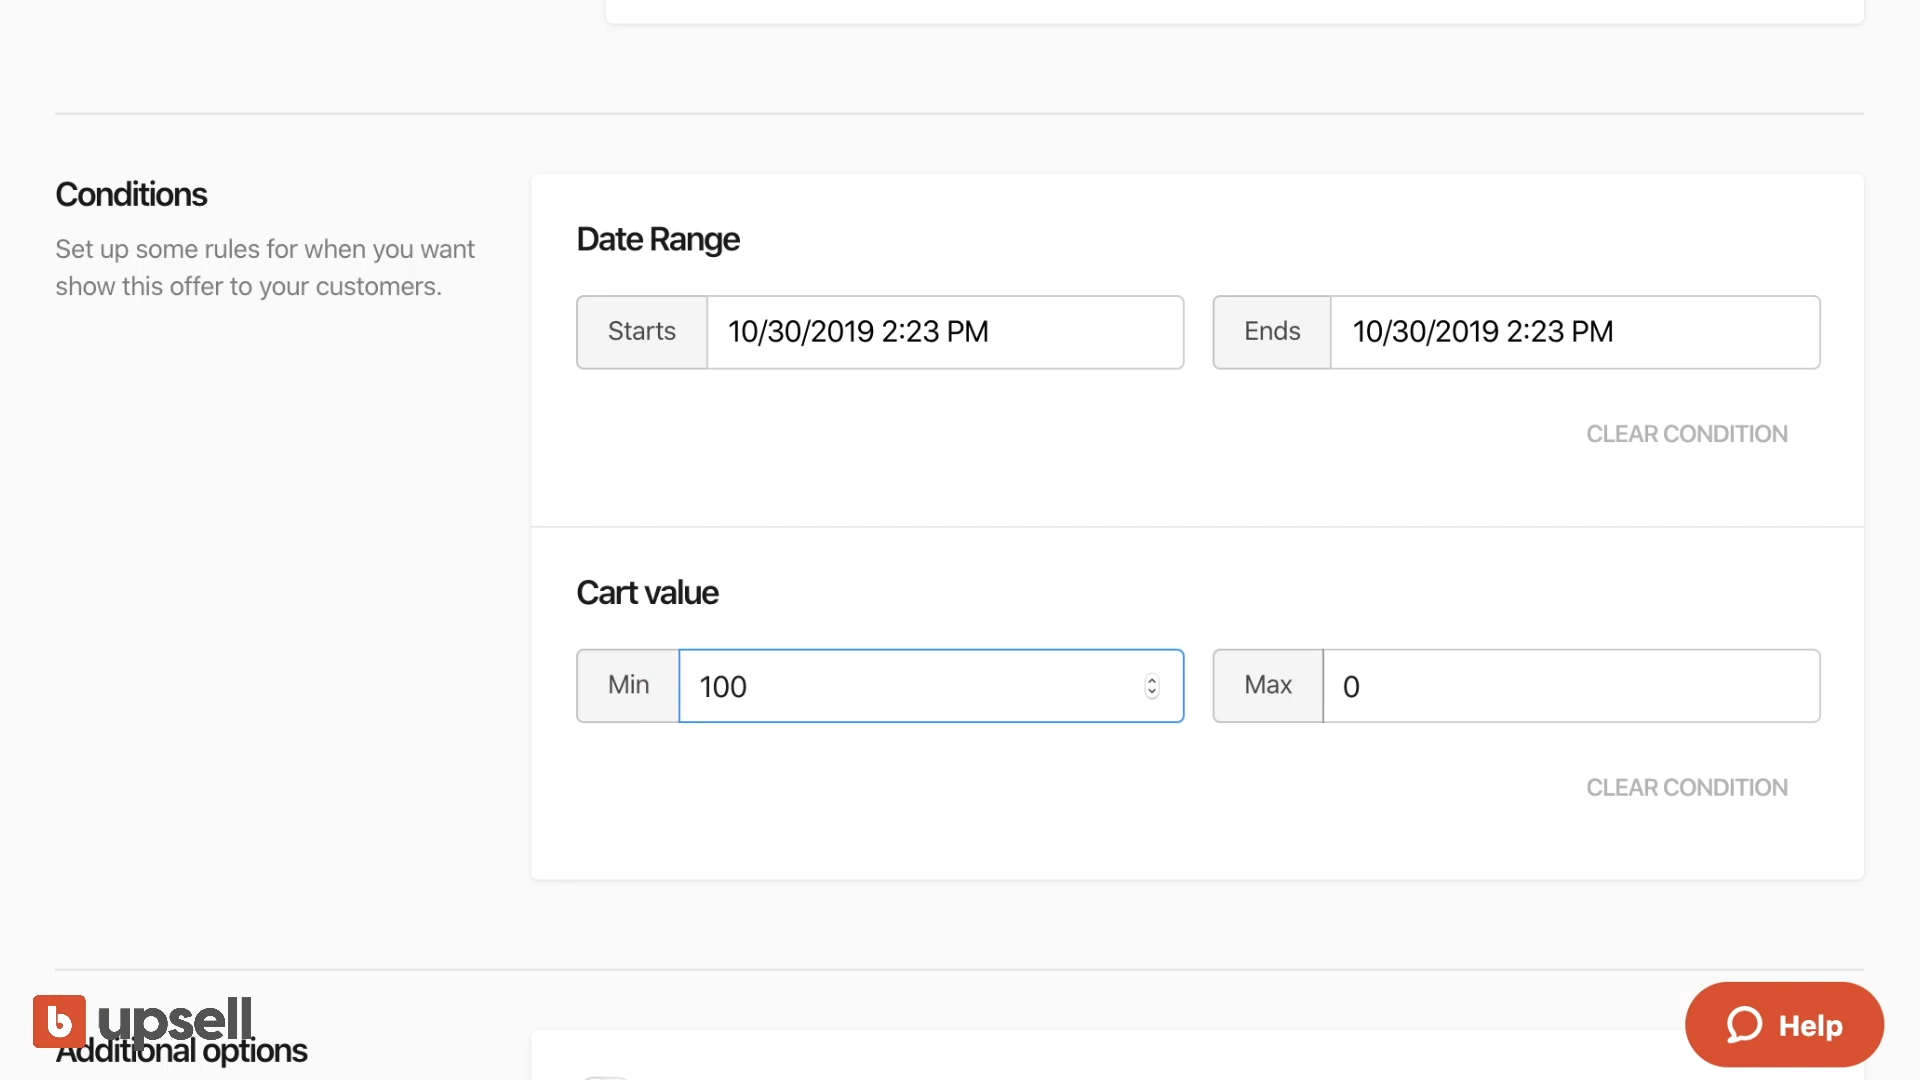 Conditions
Set up some rules for when you want
show this offer to your customers.
Date Range
Starts 10/30/2019 2:23 PM Ends 10/30/2019 2:23 PM
CLEAR CONDITION
Cart value
Min 100 Max 0
CLEAR CONDITION
b upsell
Additional options
Help